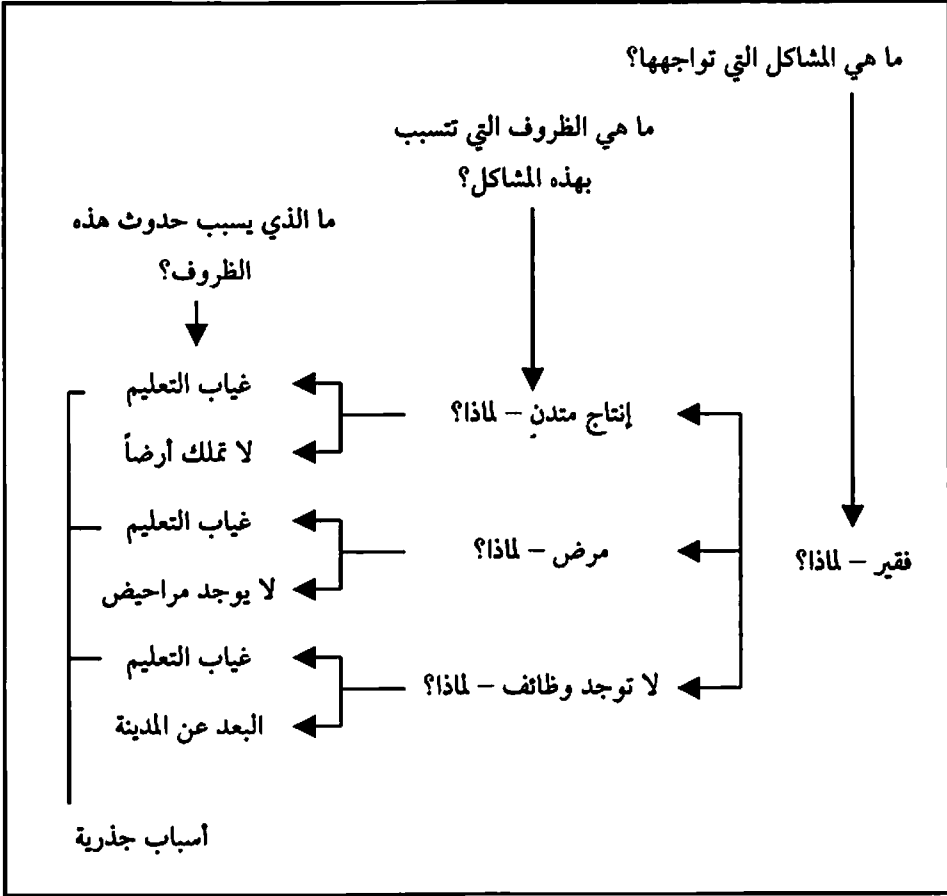 ما هي المشاكل التي تواجهها؟
ما هي الظروف التي تتسبب
بهذه المشاكل؟
ما الذي يسبب حدوث هذه
الظروف؟
فقير – لماذا؟
إنتاج متدنٍ – لماذا؟
مرض – لماذا؟
لا توجد وظائف – لماذا؟
غياب التعليم
لا تملك أرضاً
غياب التعليم
لا يوجد مراحيض
غياب التعليم
البعد عن المدينة
أسباب جذرية